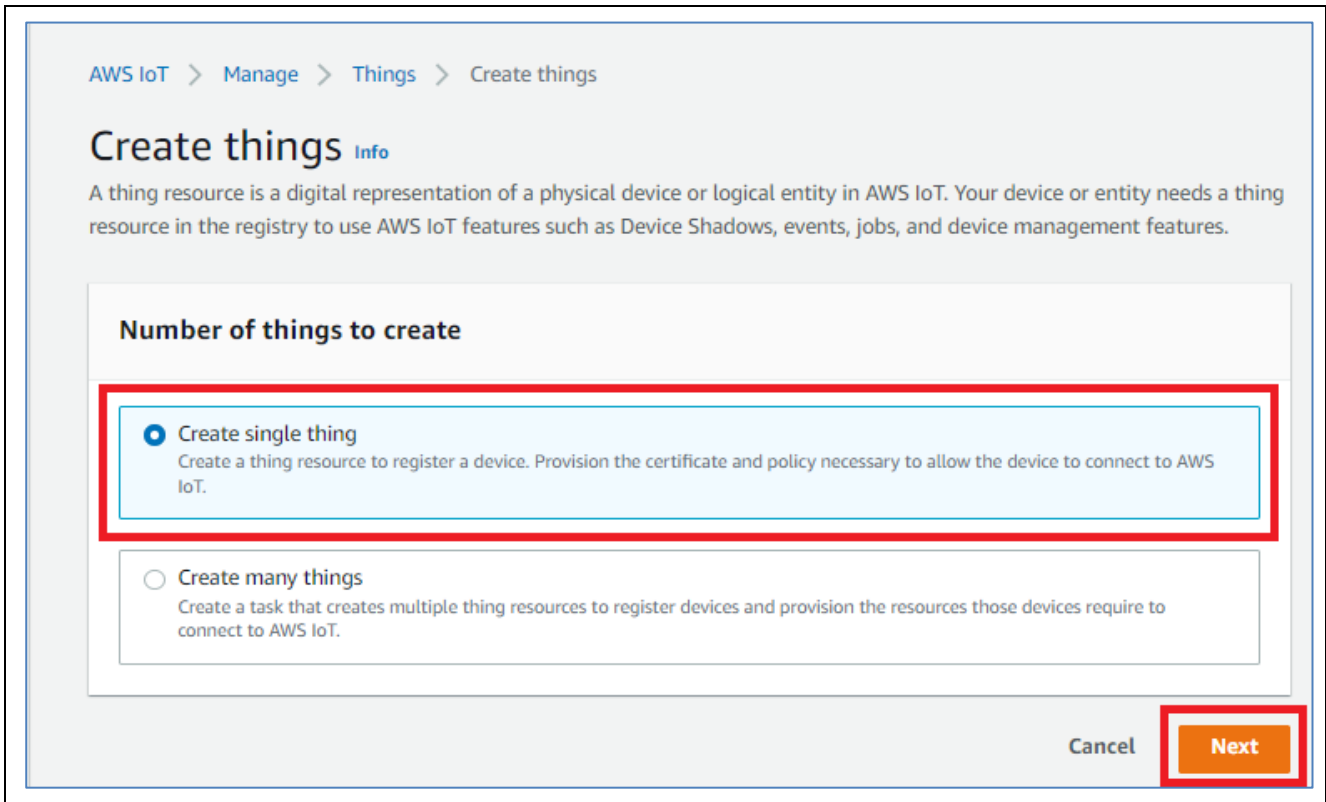 AWS IoT > Manage > Things > Create things
Create things Info
A thing resource is a digital representation of a physical device or logical entity in AWS IoT. Your device or entity needs a thing
resource in the registry to use AWS IoT features such as Device Shadows, events, jobs, and device management features.
Number of things to create
Create single thing
Create a thing resource to register a device. Provision the certificate and policy necessary to allow the device to connect to AWS
IoT.
Create many things
Create a task that creates multiple thing resources to register devices and provision the resources those devices require to
connect to AWS IoT.
Cancel Next